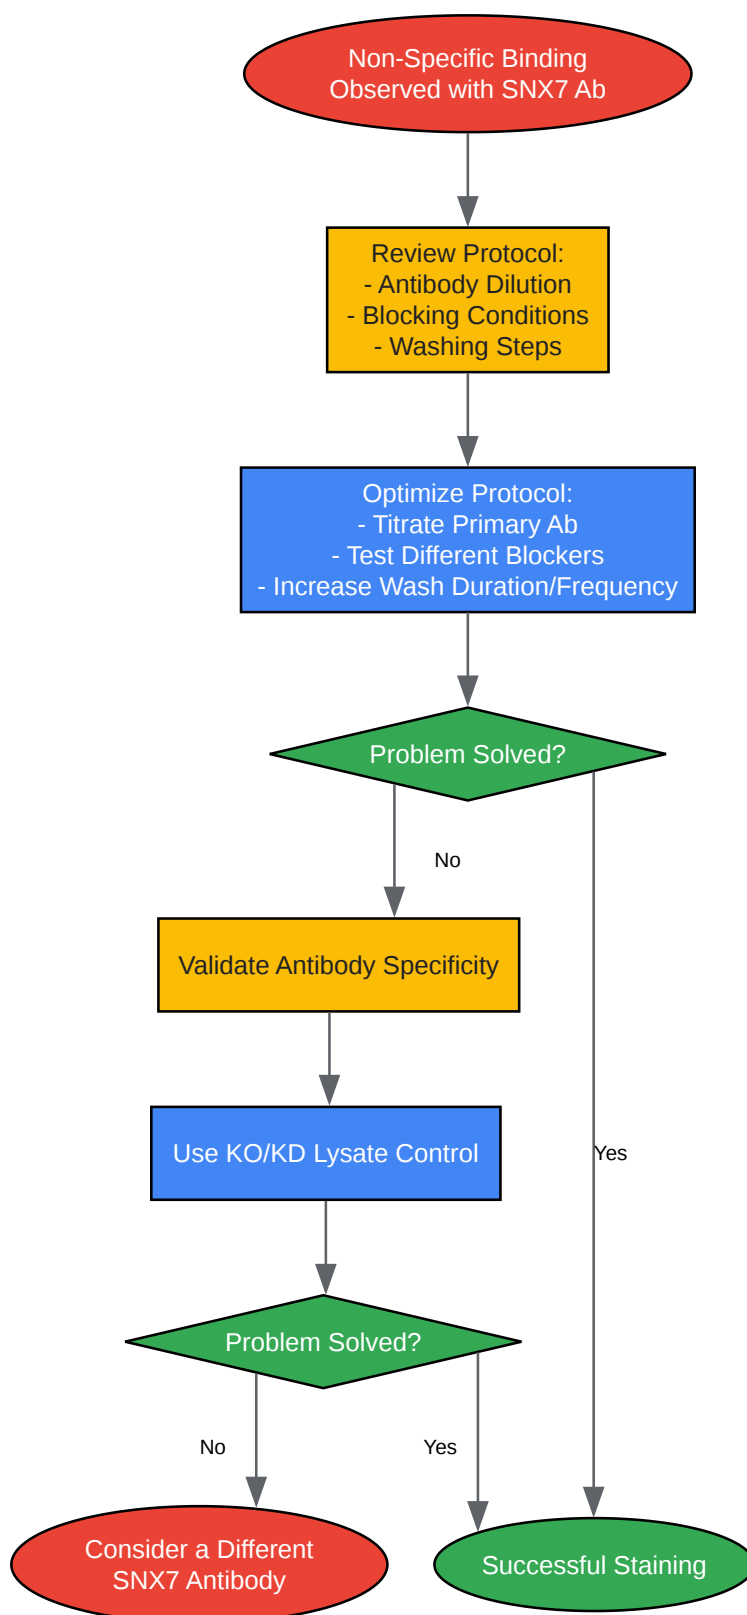 Non-Specific Binding
Observed with SNX7 Ab
Review Protocol:
- Antibody Dilution
- Blocking Conditions
- Washing Steps
Optimize Protocol:
- Titrate Primary Ab
- Test Different Blockers
- Increase Wash Duration/Frequency
Problem Solved?
No
Validate Antibody Specificity
Use KO/KD Lysate Control
Yes
Problem Solved?
No
Yes
Consider a Different
SNX7 Antibody
Successful Staining